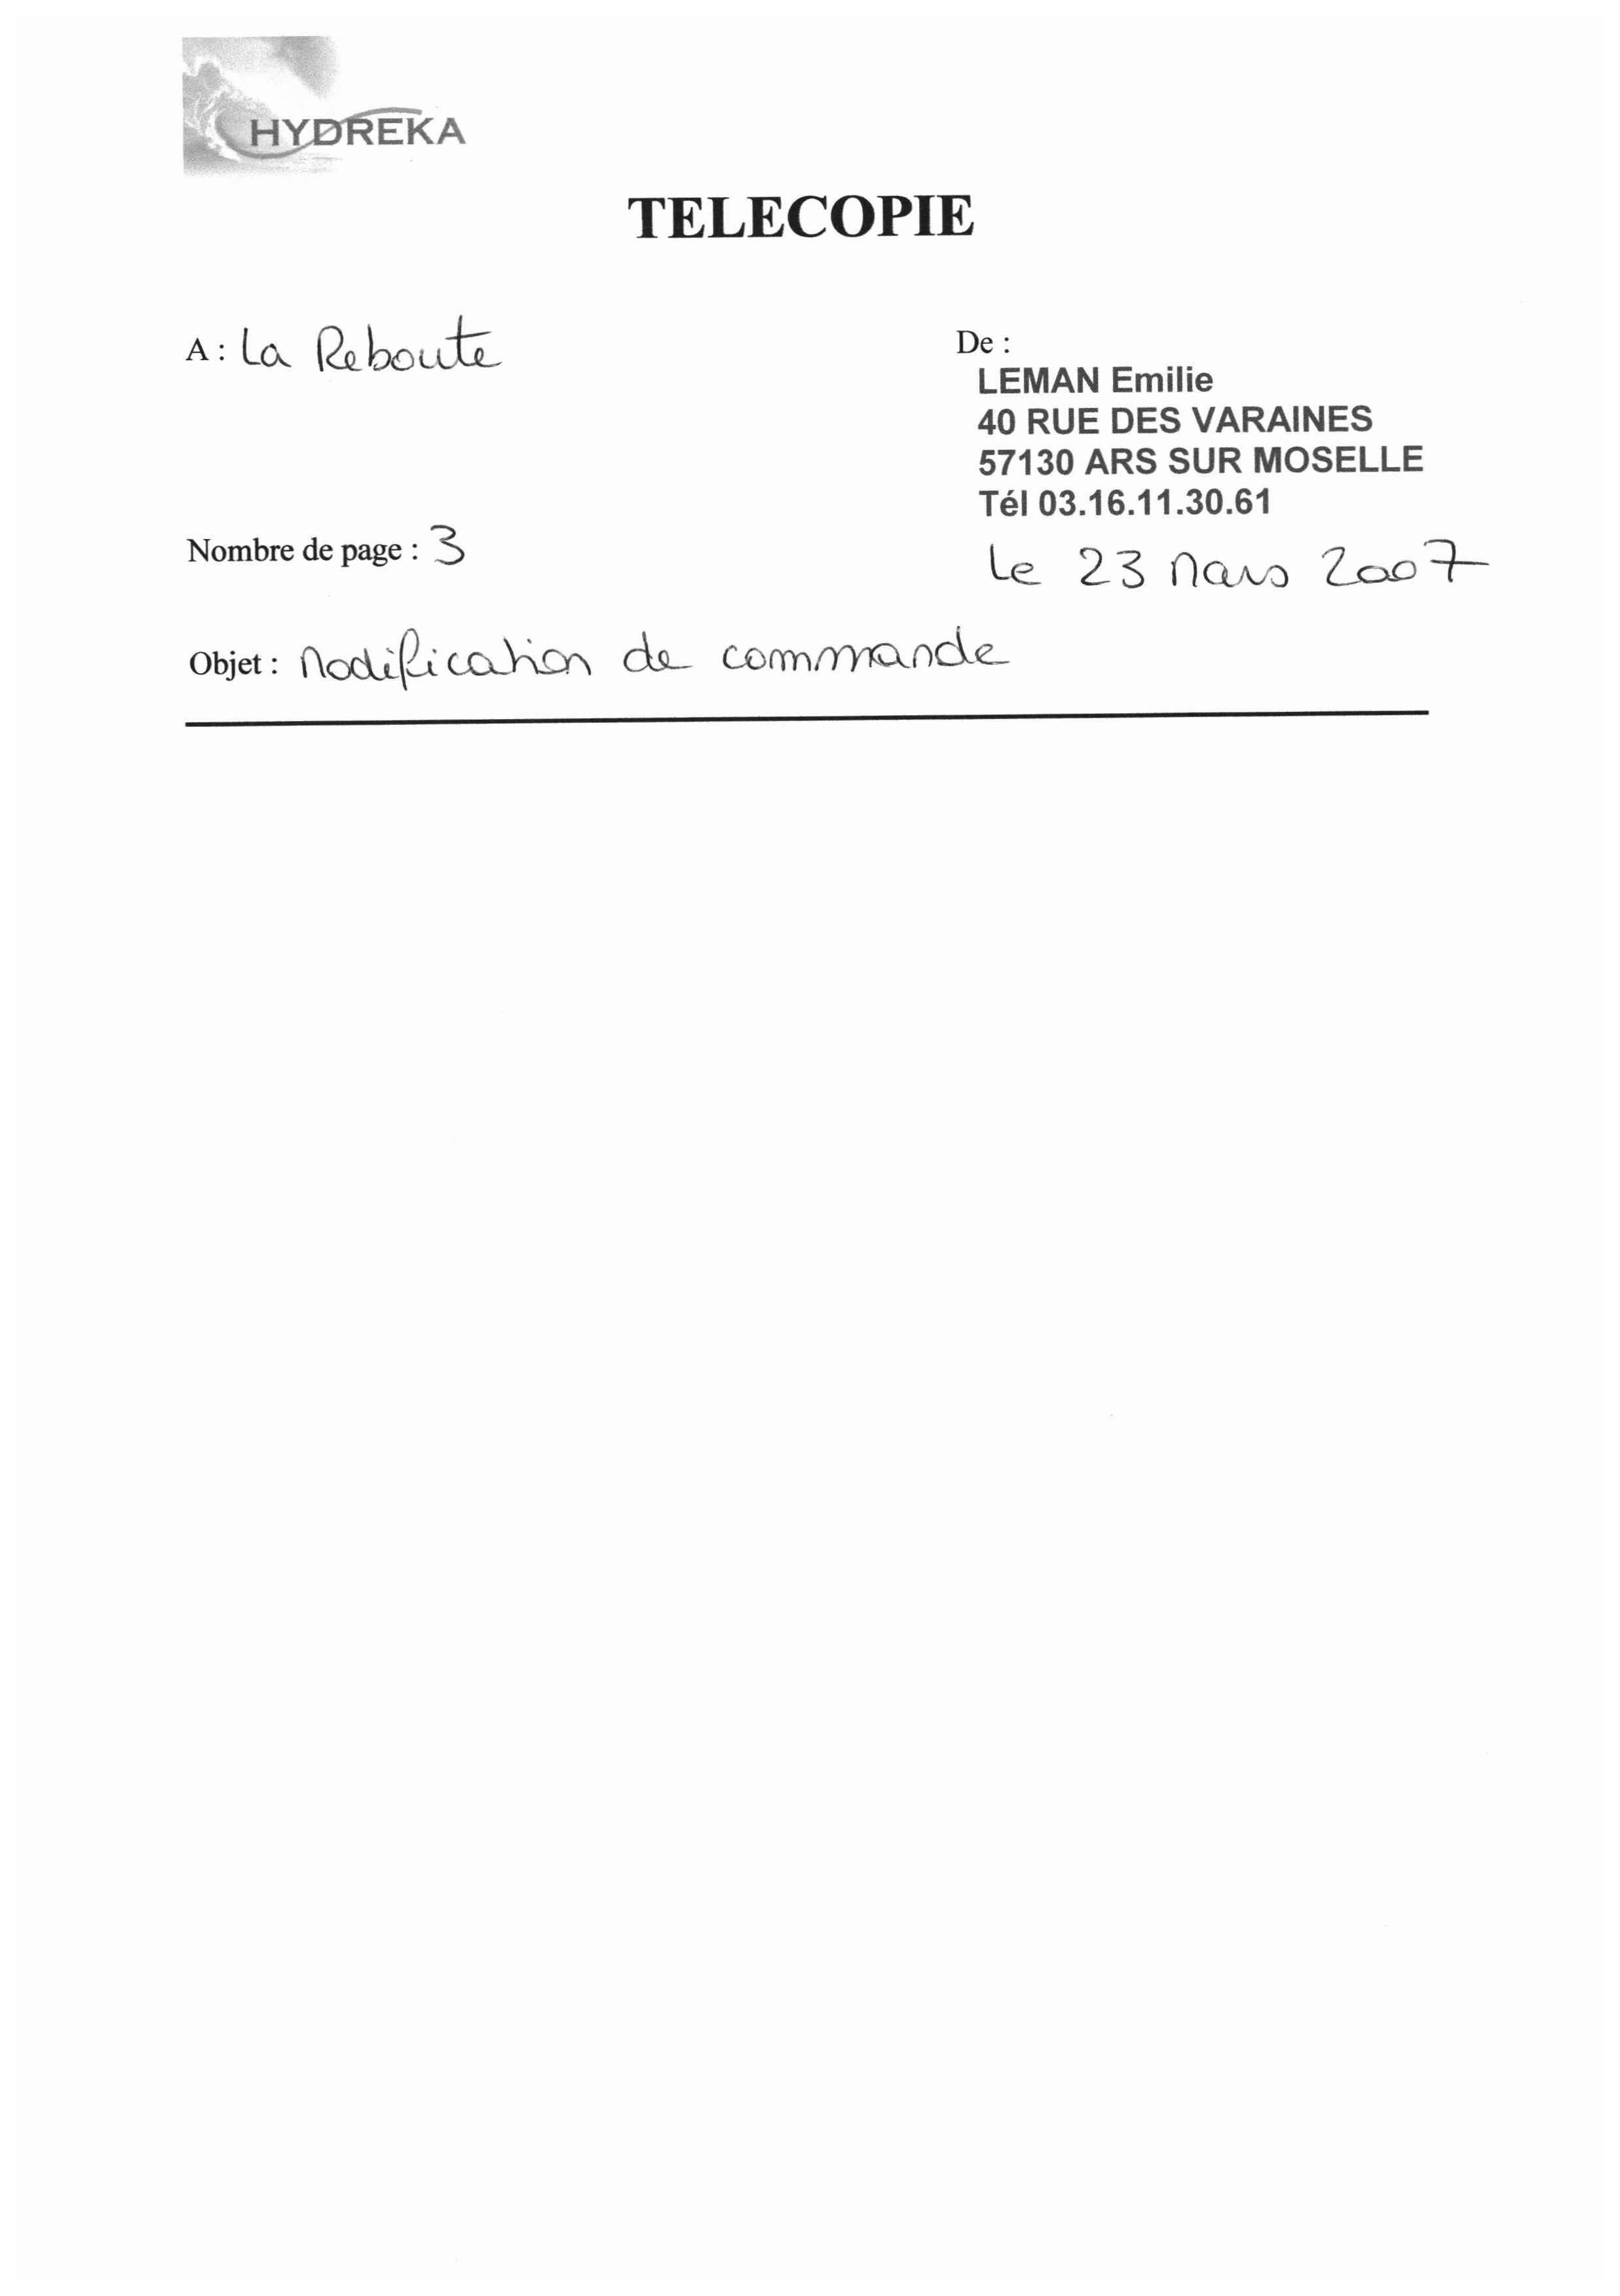 HYDREKA
TELECOPIE
A : La Reboute
De :
LEMAN Emilie
40 RUE DES VARAINES
57130 ARS SUR MOSELLE
Tél 03.16.11.30.61
Nombre de page : 3
Le 23 Mars 2007
Objet : Modification de commande